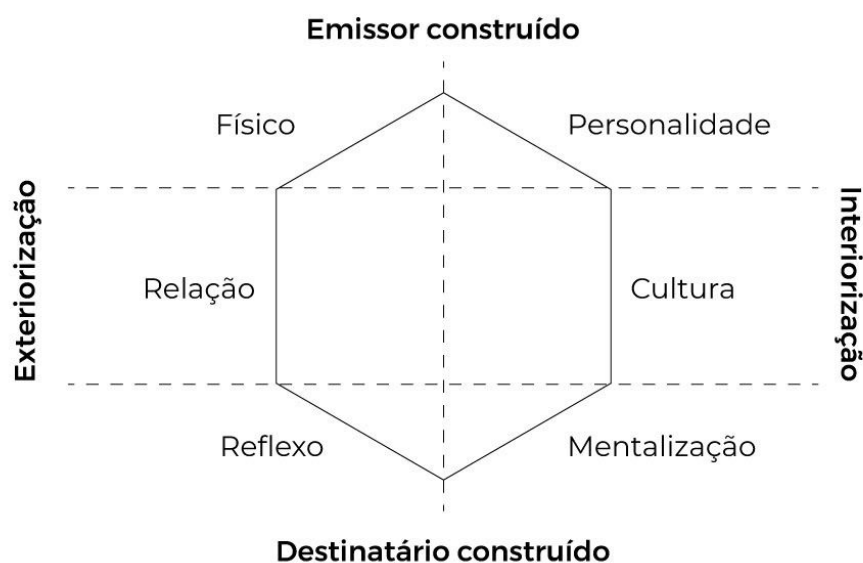 Emissor construído
Físico
Personalidade
Exteriorização
Interiorização
Relação
Cultura
Reflexo
Mentalização
Destinatário construído